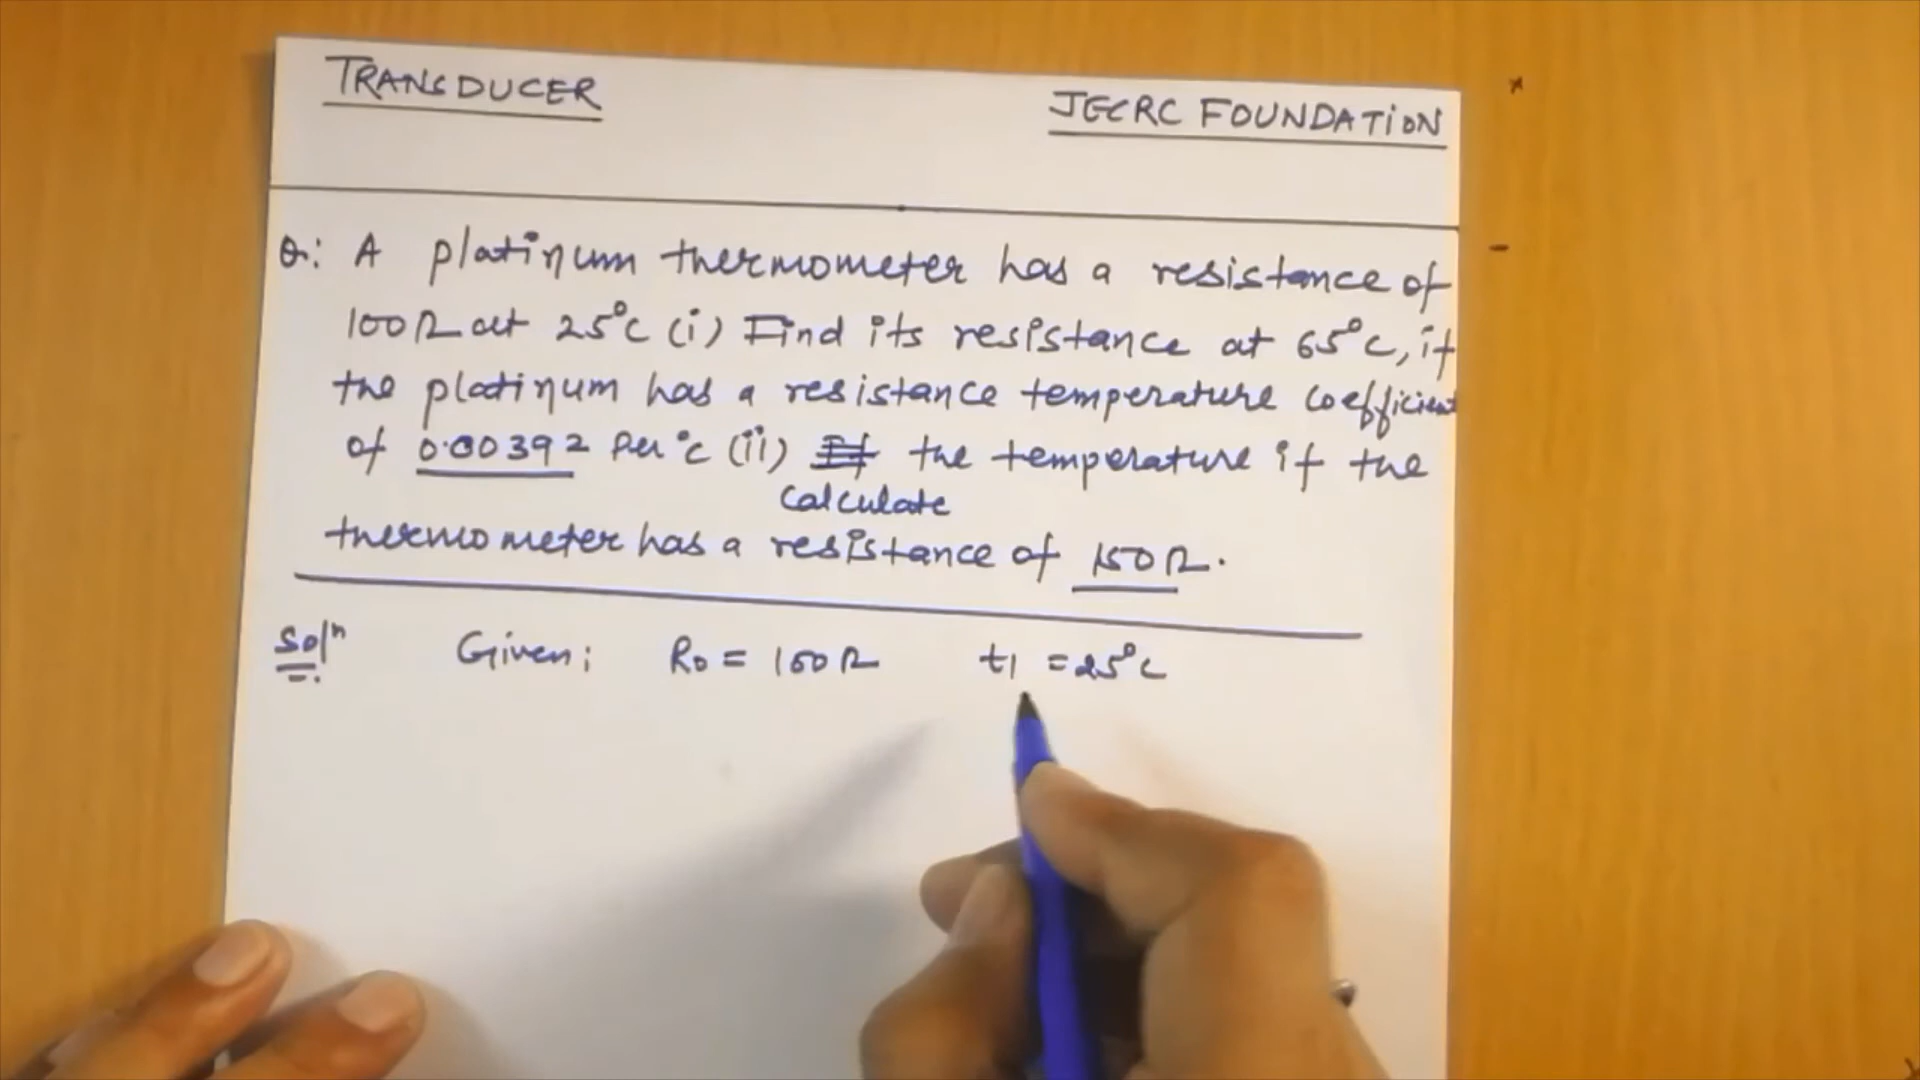 TRANSDUCER
JECRC FOUNDATION
Q: A platinum thermometer has a resistance of
100Ω at 25°C (i) Find its resistance at 65°C, if
the platinum has a resistance temperature coefficient
of 0.00392 Per °C (ii) the temperature if the
Calculate
thermometer has a resistance of 150Ω.
Solⁿ Given: R0 = 100Ω t1 = 25°C